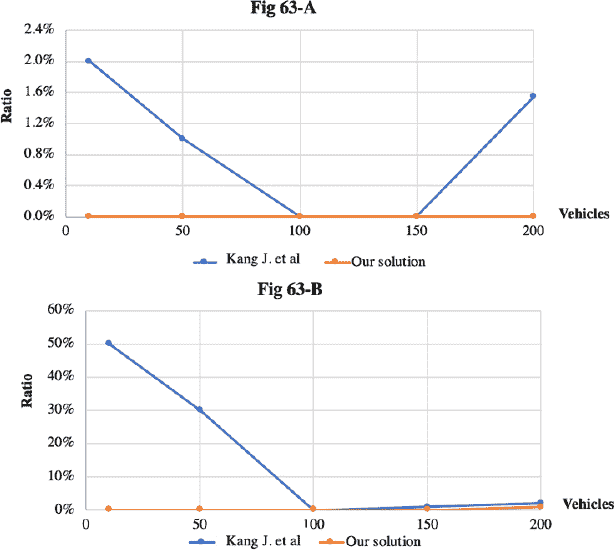 Fig 63-A
2.4%
2.0%
1.6%
1.2%
0.8%
0.4%
0.0%
Ratio
0 50 100 150 200
Vehicles
Kang J. et al Our solution
Fig 63-B
60%
50%
40%
30%
20%
10%
0%
Ratio
0 50 100 150 200
Vehicles
Kang J. et al Our solution